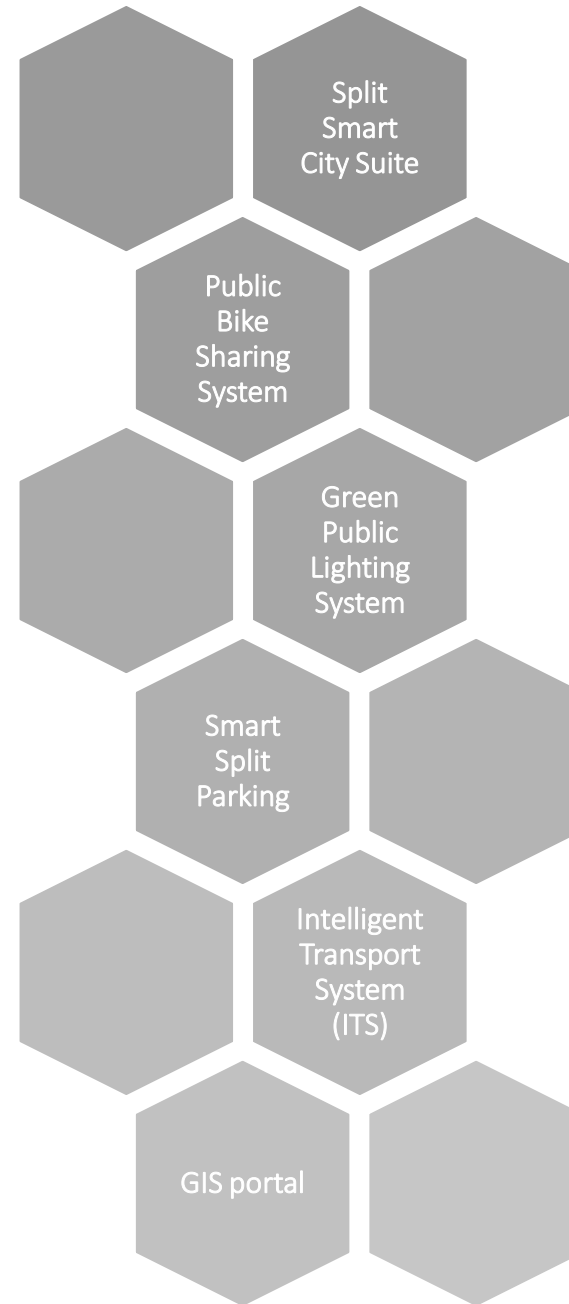 Split
Smart
City Suite
Public
Bike
Sharing
System
Green
Public
Lighting
System
Smart
Split
Parking
Intelligent
Transport
System
(ITS)
GIS portal